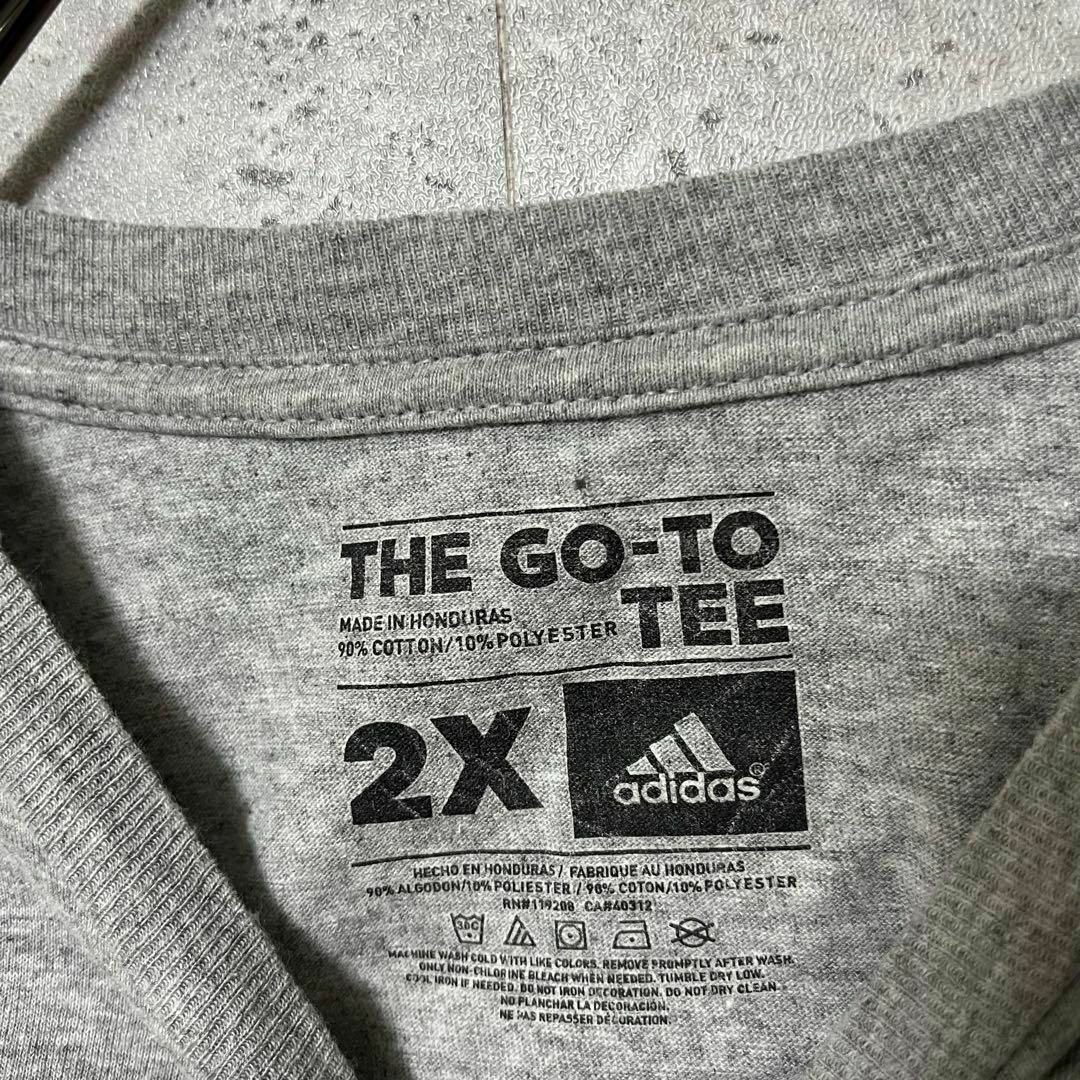 THE GO-TO
TEE
MADE IN HONDURAS
90% COTTON/10% POLYESTER
2X
adidas®
HECHO EN HONDURAS / FABRIQUE AU HONDURAS
90% ALGODON/10% POLIESTER / 90% COTON/10% POLYESTER
RN#119208 CA#40312
30C
MACHINE WASH COLD WITH LIKE COLORS. REMOVE PROMPTLY AFTER WASH.
ONLY NON-CHLORINE BLEACH WHEN NEEDED. TUMBLE DRY LOW.
COOL IRON IF NEEDED. DO NOT IRON DECORATION. DO NOT DRY CLEAN.
NO PLANCHAR LA DECORACIÓN.
NE PAS REPASSER DÉCORATION.